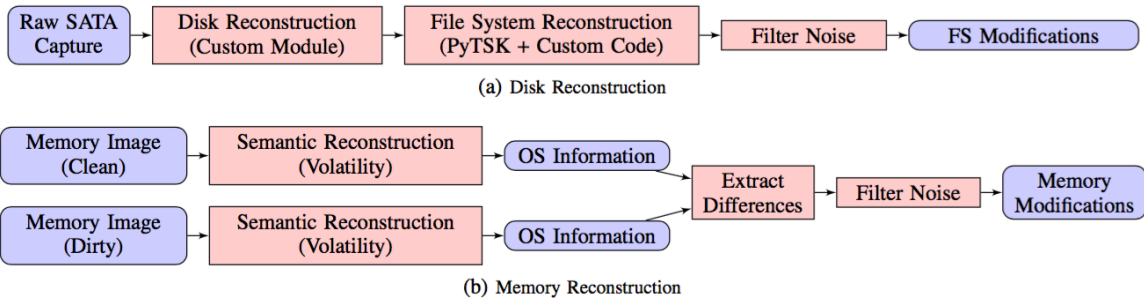 Raw SATA
Capture
Disk Reconstruction
(Custom Module)
File System Reconstruction
(PyTSK + Custom Code)
Filter Noise
FS Modifications
(a) Disk Reconstruction
Memory Image
(Clean)
Semantic Reconstruction
(Volatility)
OS Information
Memory Image
(Dirty)
Semantic Reconstruction
(Volatility)
OS Information
Extract
Differences
Filter Noise
Memory
Modifications
(b) Memory Reconstruction